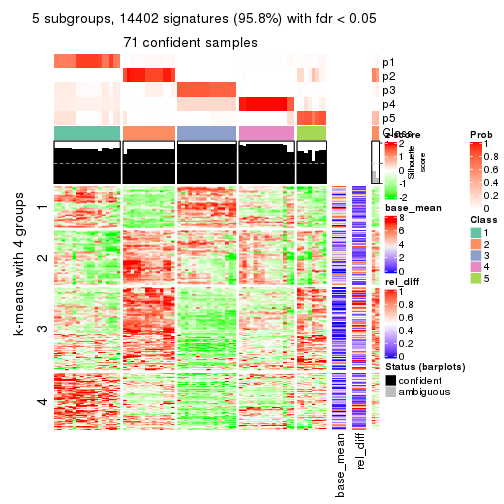 5 subgroups, 14402 signatures (95.8%) with fdr < 0.05
71 confident samples
p1
p2
p3
p4
p5
Class
Silhouette
score
k-means with 4 groups
1
2
3
4
base_mean
rel_diff
z-score
2
1
0
-1
-2
base_mean
8
6
4
2
0
rel_diff
1
0.8
0.6
0.4
0.2
0
Status (barplots)
confident
ambiguous
Prob
1
0.8
0.6
0.4
0.2
0
Class
1
2
3
4
5